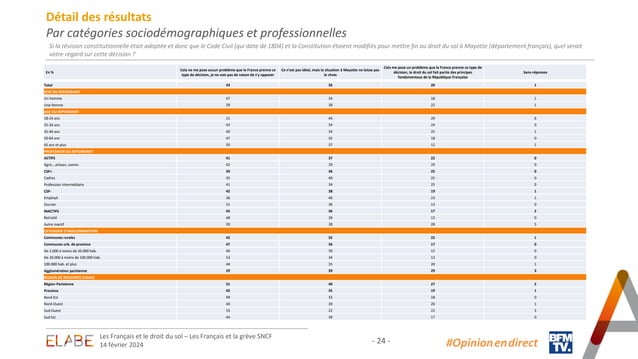 Détail des résultats
Par catégories sociodémographiques et professionnelles
Si la révision constitutionnelle était adoptée et donc que le Code Civil (qui date de 1804) et la Constitution étaient modifiés pour mettre fin au droit du sol à Mayotte (département français), quel serait
votre regard sur cette décision ?
En % Cela ne me pose aucun problème que la France prenne ce type de décision, je ne vois pas de raison de s'y opposer Ce n'est pas idéal, mais la situation à Mayotte ne laisse pas le choix Cela me pose un problème que la France prenne ce type de décision, le droit du sol fait partie des principes fondamentaux de la République Française Sans réponses
Total 43 36 20 1
SEXE DU REPONDANT
Un homme 47 34 18 1
Une femme 39 38 22 1
AGE DU REPONDANT
18-24 ans 21 44 29 6
25-34 ans 42 34 24 0
35-49 ans 40 34 25 1
50-64 ans 47 35 18 0
65 ans et plus 50 37 12 1
PROFESSION DU REPONDANT
ACTIFS 41 37 22 0
Agri., artisan, comm. 42 29 29 0
CSP+ 39 36 25 0
Cadres 35 40 25 0
Profession intermédiaire 41 34 25 0
CSP- 42 38 19 1
Employé 36 40 23 1
Ouvrier 51 36 13 0
INACTIFS 45 36 17 2
Retraité 48 39 13 0
Autre inactif 39 28 28 5
CATEGORIE D'AGGLOMERATION
Communes rurales 42 35 22 1
Communes urb. de province 47 36 17 0
De 2.000 à moins de 20.000 hab. 46 39 15 0
De 20.000 à moins de 100.000 hab. 53 34 13 0
100.000 hab. et plus 44 35 20 1
Agglomération parisienne 29 39 29 3
REGION DE RESIDENCE (UDA5)
Région Parisienne 31 40 27 2
Province 45 35 19 1
Nord Est 49 33 18 0
Nord-Ouest 40 39 20 1
Sud-Ouest 53 22 22 3
Sud Est 44 39 17 0
ELABE
Les Français et le droit du sol – Les Français et la grève SNCF
14 février 2024
- 24 -
#Opinion en direct
BFM
TV.